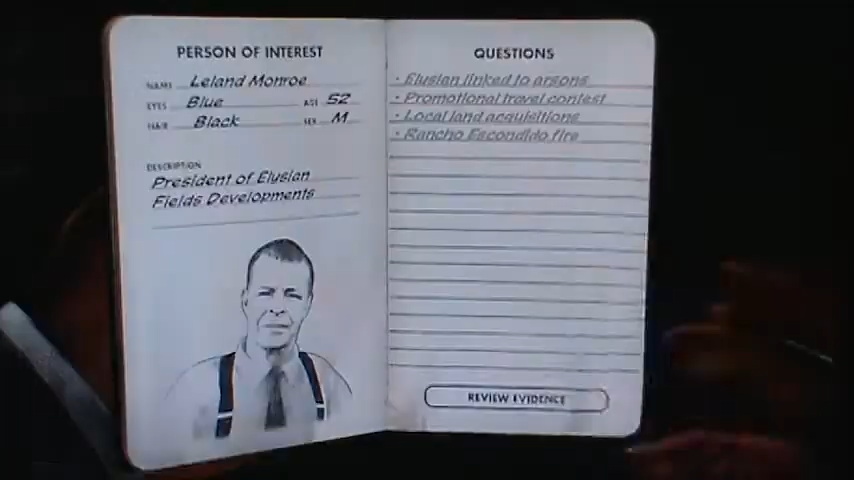 PERSON OF INTEREST
NAME Leland Monroe
EYES Blue AGE 52
HAIR Black SEX M
DESCRIPTION
President of Elysian
Fields Developments
QUESTIONS
· Elysian linked to arsons
· Promotional travel contest
· Local land acquisitions
· Rancho Escondido fire
REVIEW EVIDENCE